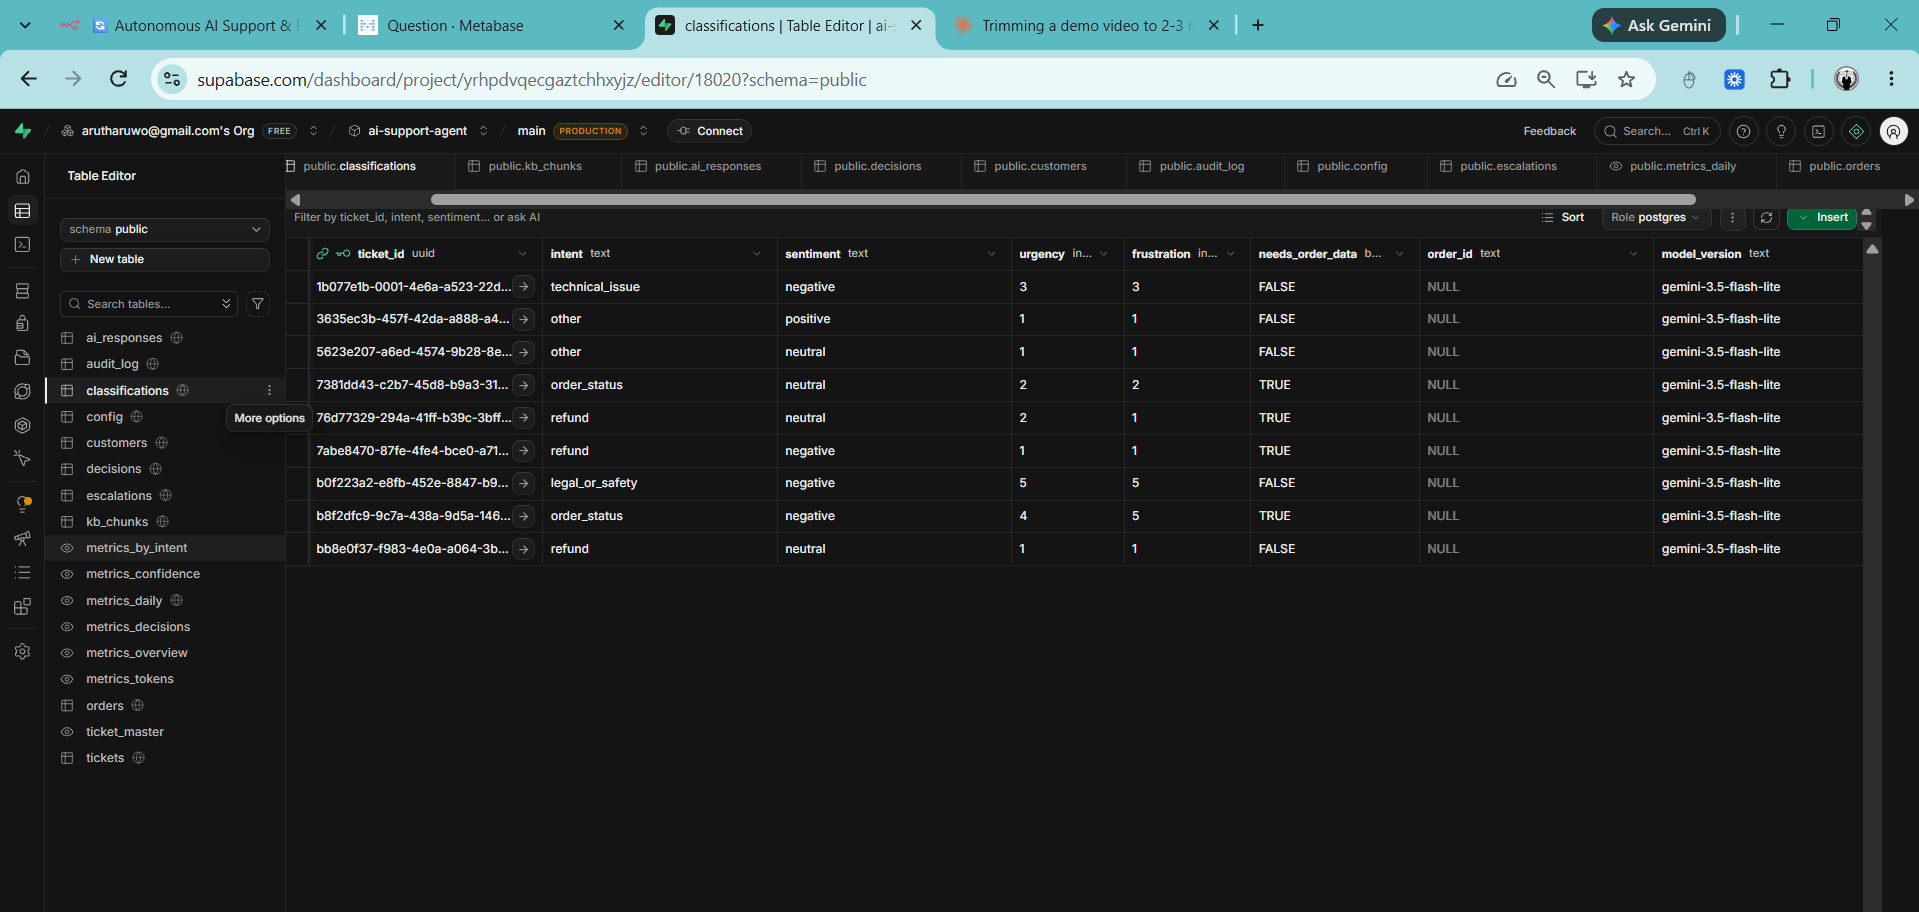 Autonomous AI Support &
Question · Metabase
classifications | Table Editor | ai-
Trimming a demo video to 2-3
Ask Gemini
supabase.com/dashboard/project/yrhpdvqecgaztchhxyjz/editor/18020?schema=public
arutharuwo@gmail.com's Org FREE / ai-support-agent / main PRODUCTION Connect
Feedback Search... Ctrl K
Table Editor
public.classifications public.kb_chunks public.ai_responses public.decisions public.customers public.audit_log public.config public.escalations public.metrics_daily public.orders
Filter by ticket_id, intent, sentiment... or ask AI
Sort Role postgres Insert
schema public
New table
Search tables...
ai_responses
audit_log
classifications
More options
config
customers
decisions
escalations
kb_chunks
metrics_by_intent
metrics_confidence
metrics_daily
metrics_decisions
metrics_overview
metrics_tokens
orders
ticket_master
tickets
ticket_id uuid intent text sentiment text urgency in... frustration in... needs_order_data b... order_id text model_version text
1b077e1b-0001-4e6a-a523-22d... technical_issue negative 3 3 FALSE NULL gemini-3.5-flash-lite
3635ec3b-457f-42da-a888-a4... other positive 1 1 FALSE NULL gemini-3.5-flash-lite
5623e207-a6ed-4574-9b28-8e... other neutral 1 1 FALSE NULL gemini-3.5-flash-lite
7381dd43-c2b7-45d8-b9a3-31... order_status neutral 2 2 TRUE NULL gemini-3.5-flash-lite
76d77329-294a-41ff-b39c-3bff... refund neutral 2 1 TRUE NULL gemini-3.5-flash-lite
7abe8470-87fe-4fe4-bce0-a71... refund negative 1 1 TRUE NULL gemini-3.5-flash-lite
b0f223a2-e8fb-452e-8847-b9... legal_or_safety negative 5 5 FALSE NULL gemini-3.5-flash-lite
b8f2dfc9-9c7a-438a-9d5a-146... order_status negative 4 5 TRUE NULL gemini-3.5-flash-lite
bb8e0f37-f983-4e0a-a064-3b... refund neutral 1 1 FALSE NULL gemini-3.5-flash-lite